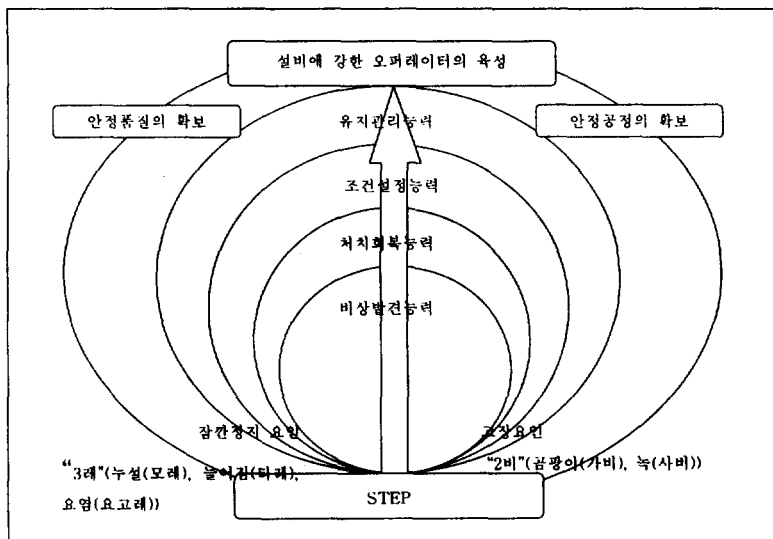 설비에 강한 오퍼레이터의 육성
안정품질의 확보
안정공정의 확보
유지관리능력
조건설정능력
처치회복능력
비상발견능력
잠깐정지 요인
고장요인
“3레”(누설(모레), 늘어짐(타레),
요염(요고레))
“2비”(곰팡이(가비), 녹(사비))
STEP